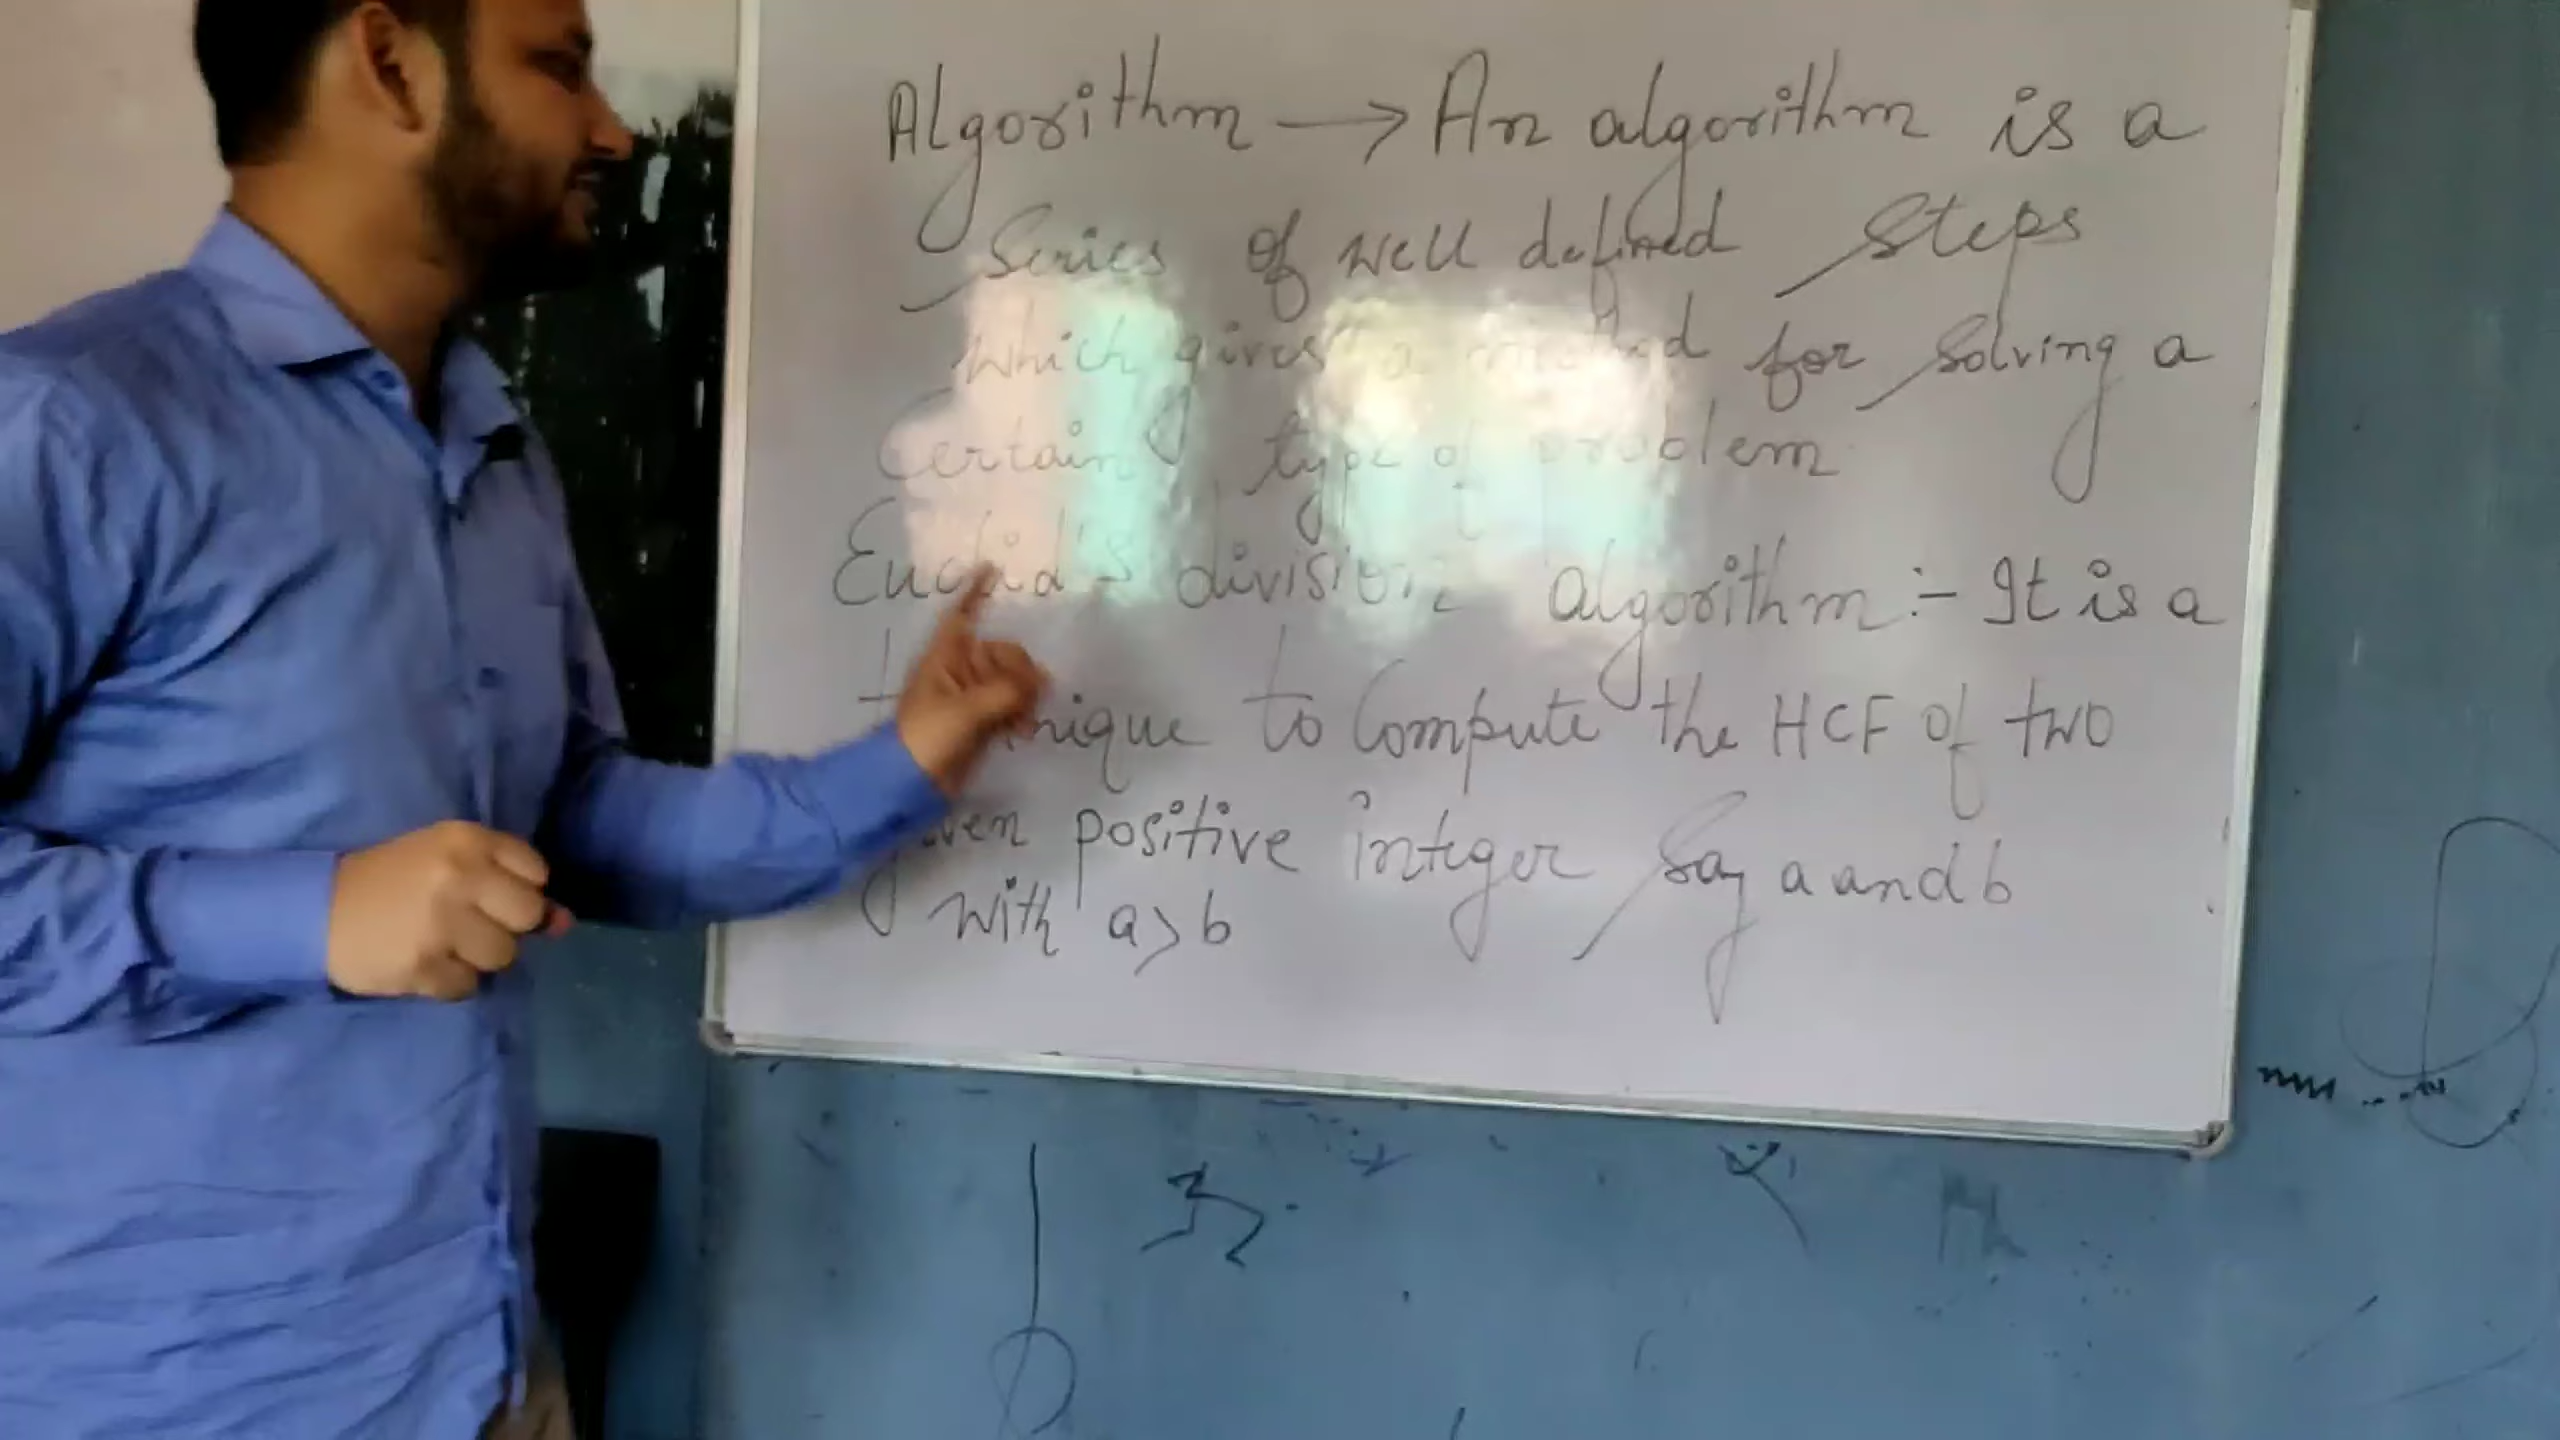 Algorithm → An algorithm is a
Series of well defined Steps
which gives a method for Solving a
Certain type of problem
Euclid's division algorithm :- It is a
technique to Compute the HCF of two
given positive integer Say a and b
with a > b